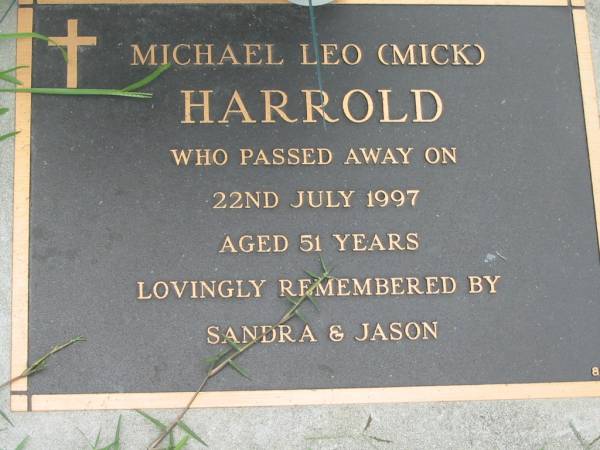 MICHAEL LEO (MICK)
HARROLD
WHO PASSED AWAY ON
22ND JULY 1997
AGED 51 YEARS
LOVINGLY REMEMBERED BY
SANDRA & JASON
8